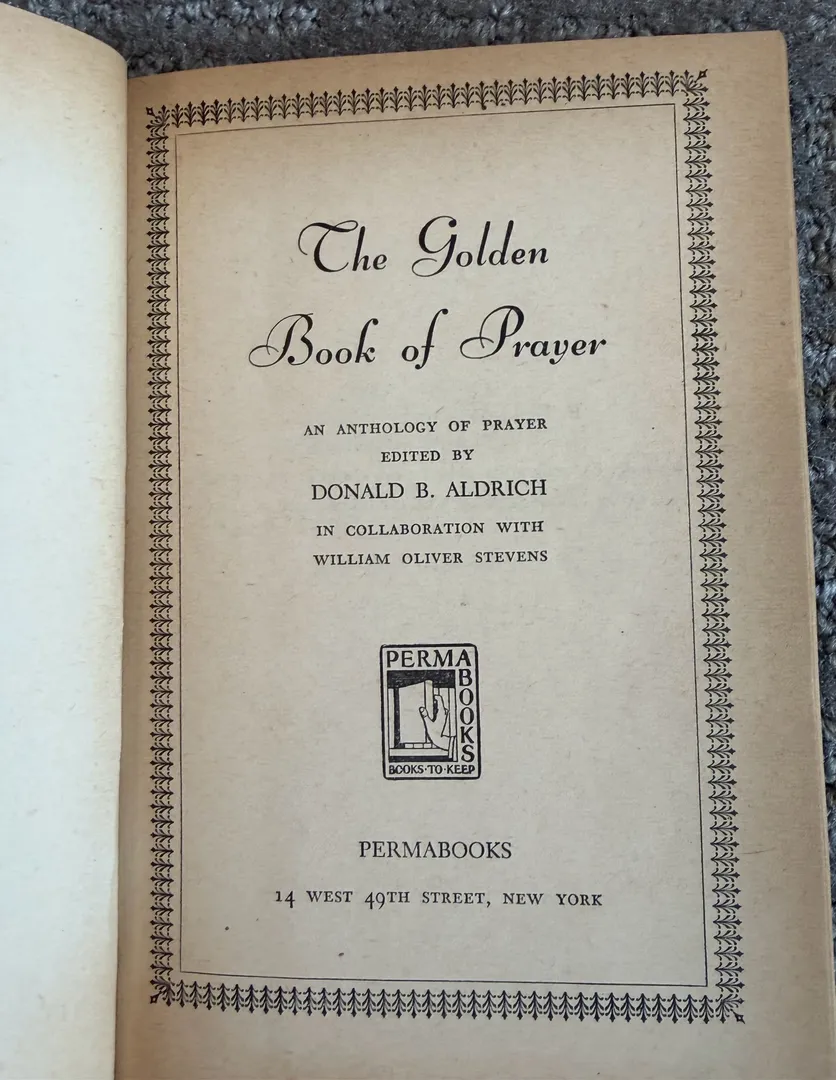 The Golden
Book of Prayer
AN ANTHOLOGY OF PRAYER
EDITED BY
DONALD B. ALDRICH
IN COLLABORATION WITH
WILLIAM OLIVER STEVENS
PERMA
BOOKS
BOOKS·TO·KEEP
PERMABOOKS
14 WEST 49TH STREET, NEW YORK